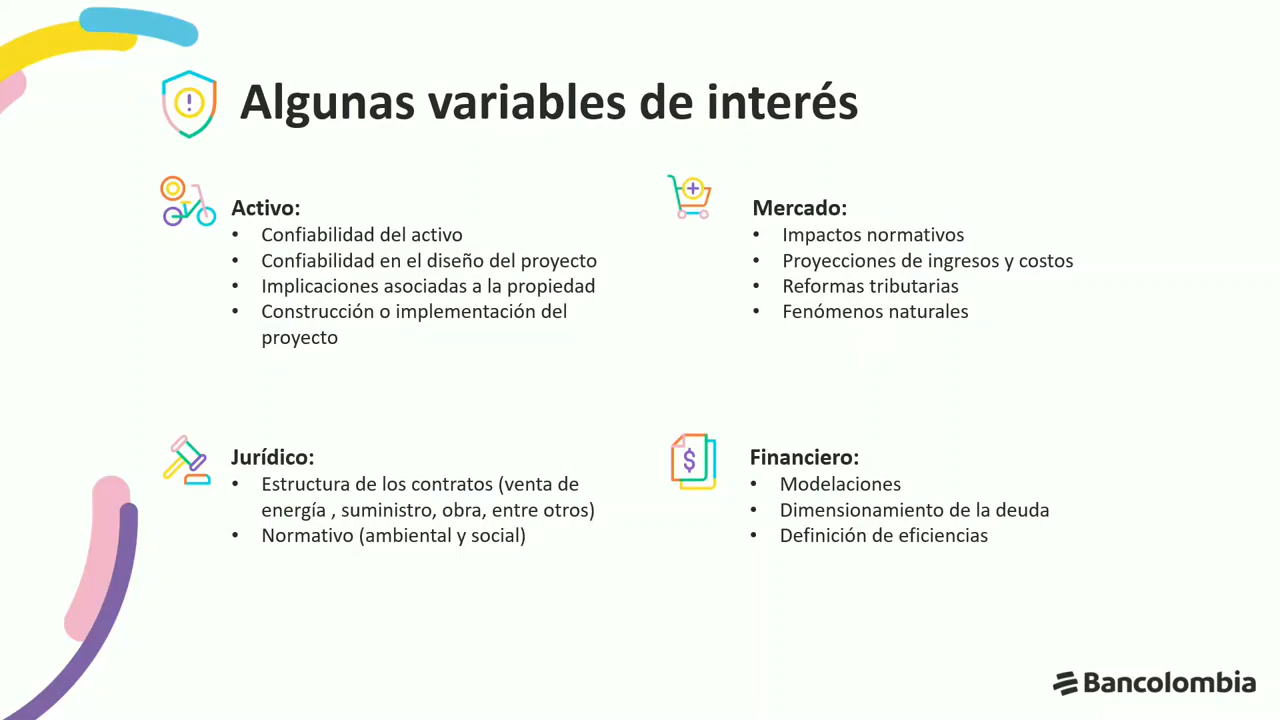 Algunas variables de interés
Activo:
• Confiabilidad del activo
• Confiabilidad en el diseño del proyecto
• Implicaciones asociadas a la propiedad
• Construcción o implementación del
proyecto
Mercado:
• Impactos normativos
• Proyecciones de ingresos y costos
• Reformas tributarias
• Fenómenos naturales
Jurídico:
• Estructura de los contratos (venta de
energía , suministro, obra, entre otros)
• Normativo (ambiental y social)
Financiero:
• Modelaciones
• Dimensionamiento de la deuda
• Definición de eficiencias
Bancolombia